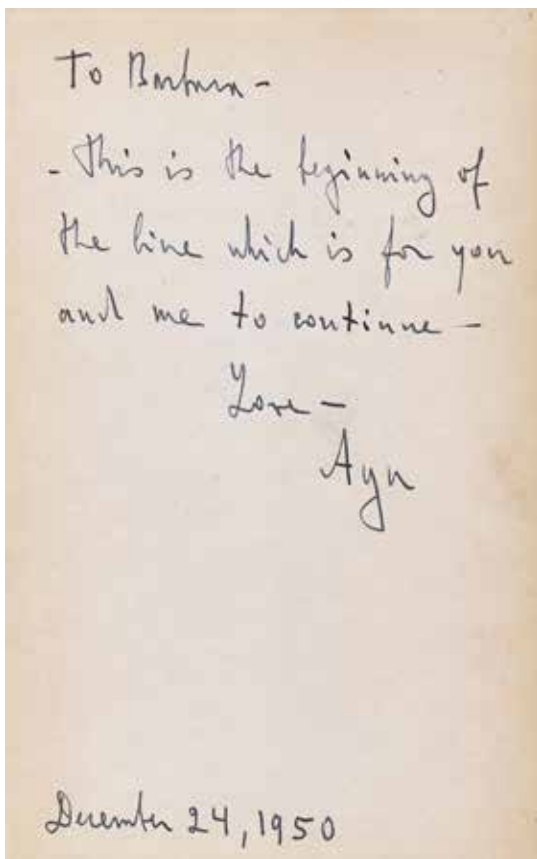 To Barbara -
- This is the beginning of
the line which is for you
and me to continue -
Love -
Ayn
December 24, 1950